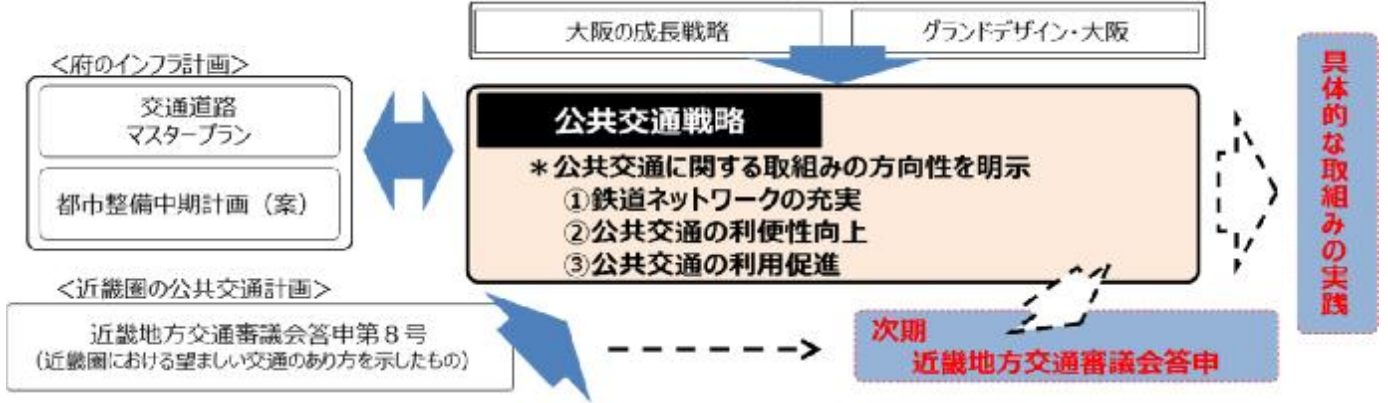 大阪の成長戦略
グランドデザイン・大阪
<府のインフラ計画>
交通道路
マスタープラン
都市整備中期計画（案）
公共交通戦略
＊公共交通に関する取組みの方向性を明示
①鉄道ネットワークの充実
②公共交通の利便性向上
③公共交通の利用促進
具体的な取組みの実践
<近畿圏の公共交通計画>
近畿地方交通審議会答申第８号
（近畿圏における望ましい交通のあり方を示したもの）
次期
近畿地方交通審議会答申